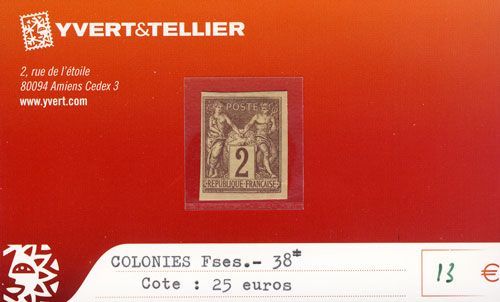 YVERT&TELLIER
2, rue de l'étoile
80094 Amiens Cedex 3
www.yvert.com
POSTE
2
REPUBLIQUE FRANÇAISE
COLONIES Fses.- 38*
Cote : 25 euros
13 €